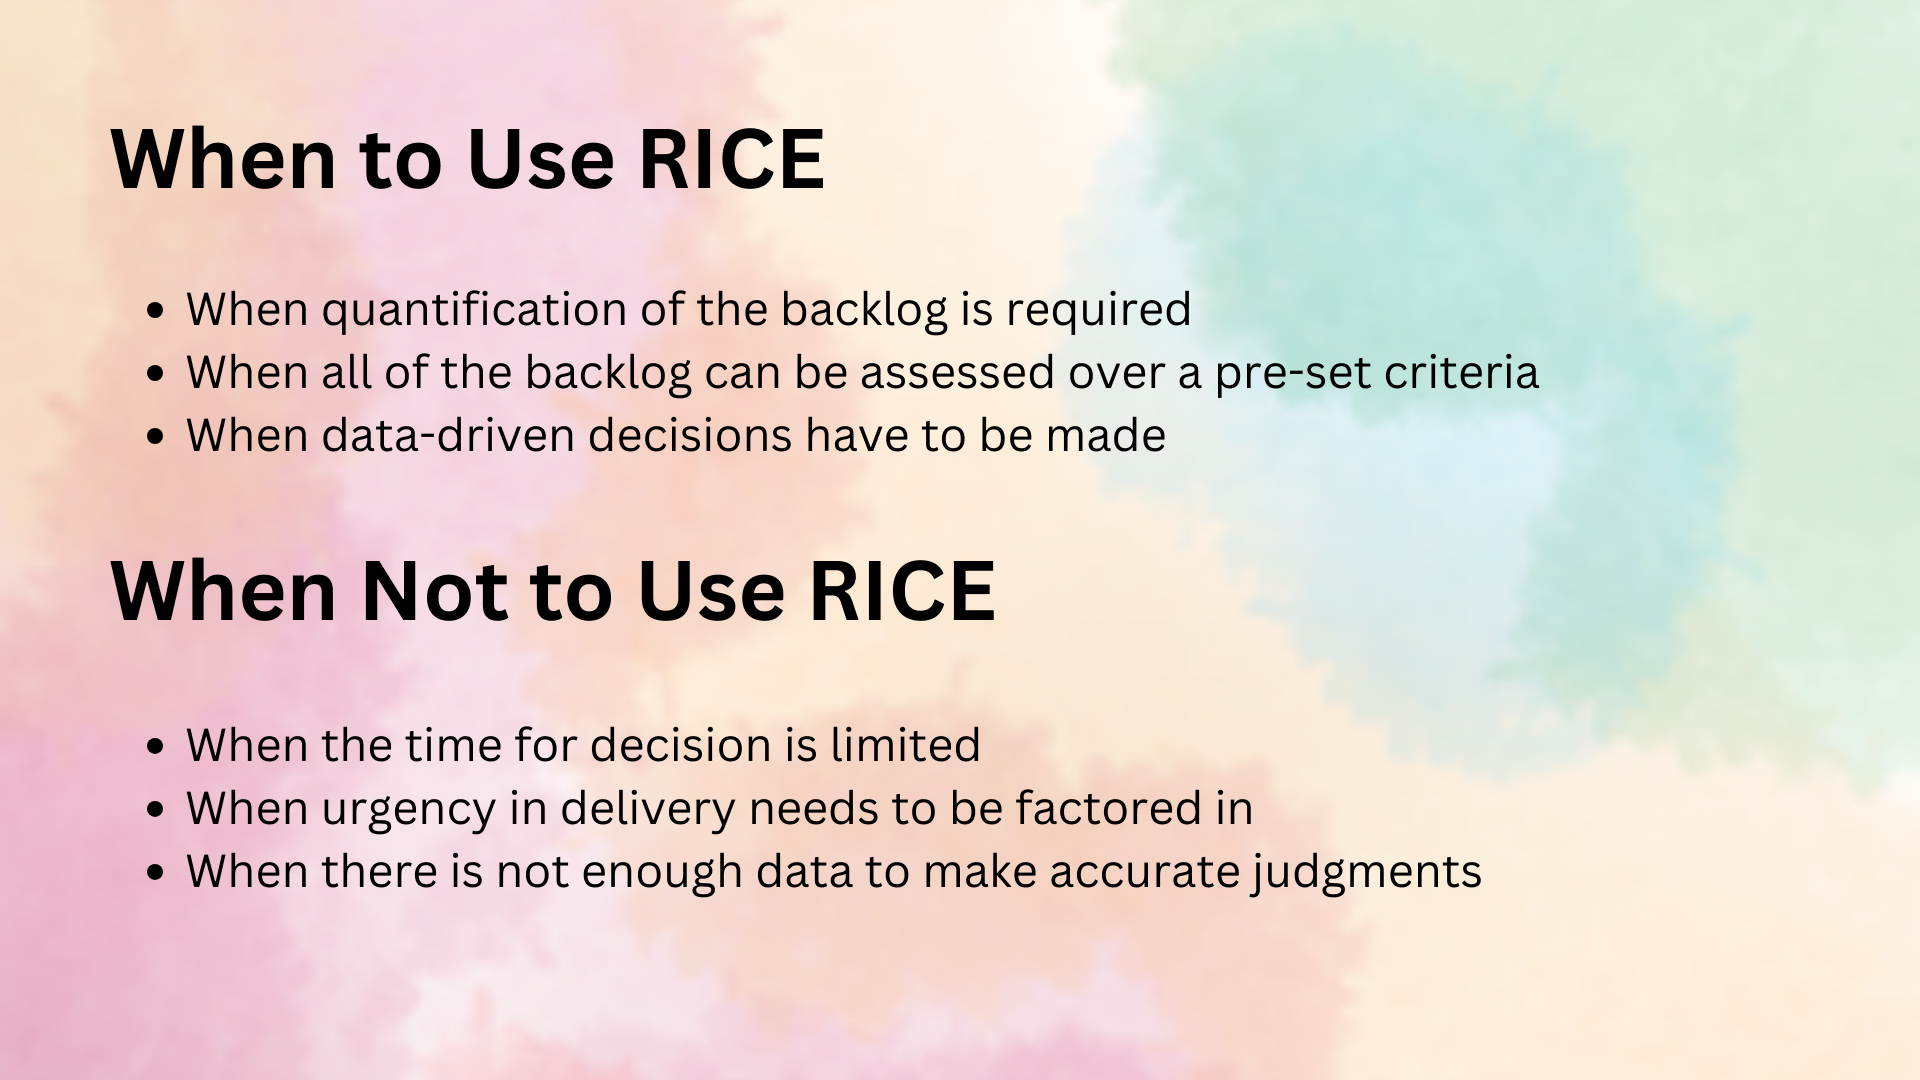 When to Use RICE
• When quantification of the backlog is required
• When all of the backlog can be assessed over a pre-set criteria
• When data-driven decisions have to be made
When Not to Use RICE
• When the time for decision is limited
• When urgency in delivery needs to be factored in
• When there is not enough data to make accurate judgments